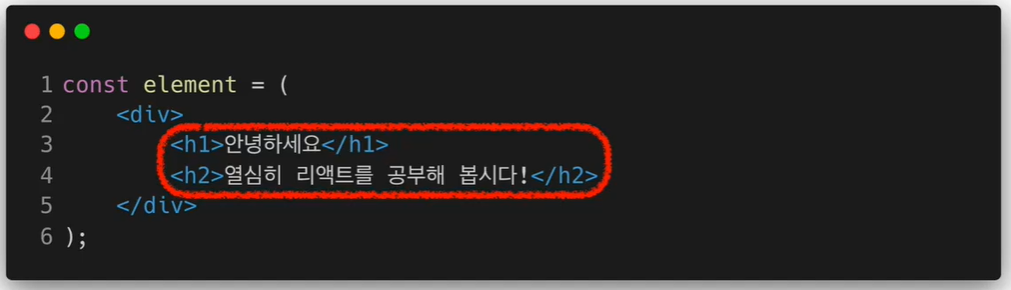 1 const element = (
2     <div>
3         <h1>안녕하세요</h1>
4         <h2>열심히 리액트를 공부해 봅시다!</h2>
5     </div>
6 );